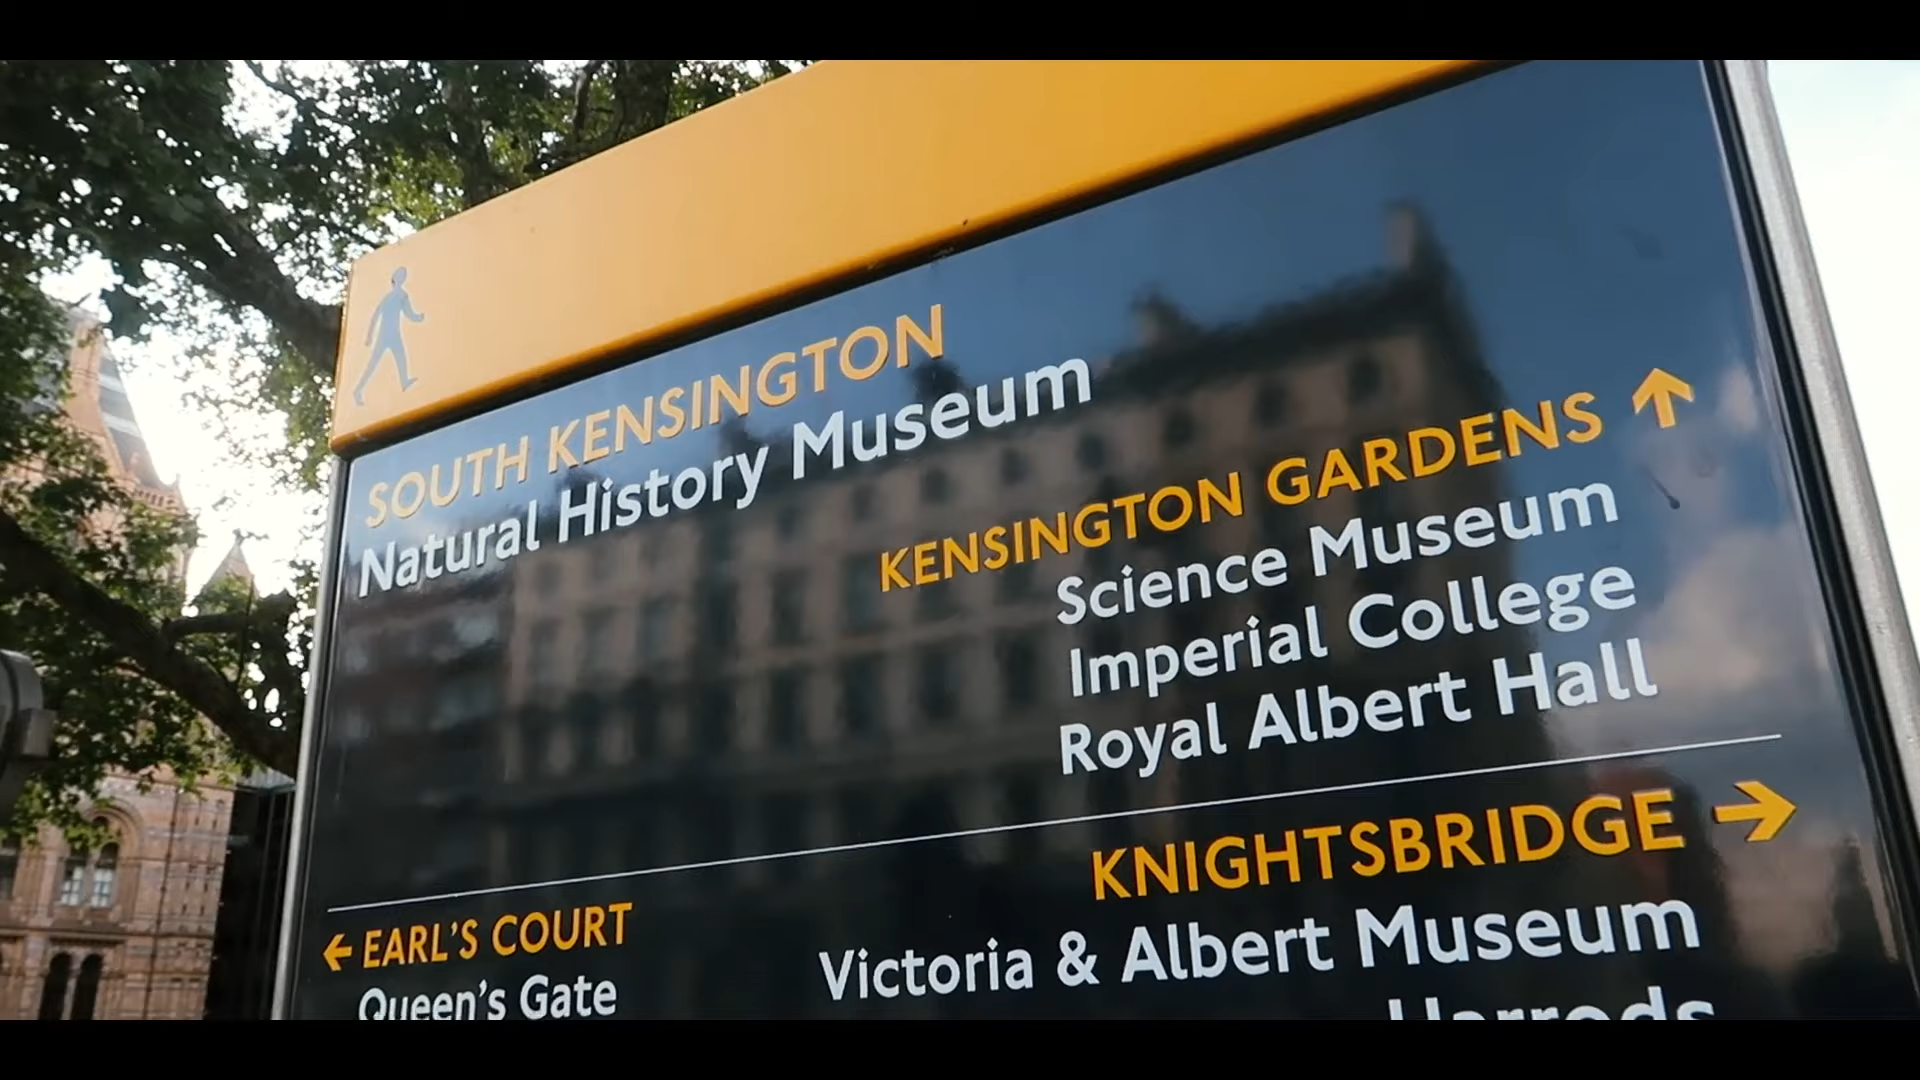 SOUTH KENSINGTON
Natural History Museum
KENSINGTON GARDENS ↑
Science Museum
Imperial College
Royal Albert Hall
← EARL'S COURT
Queen's Gate
KNIGHTSBRIDGE →
Victoria & Albert Museum
Harrods